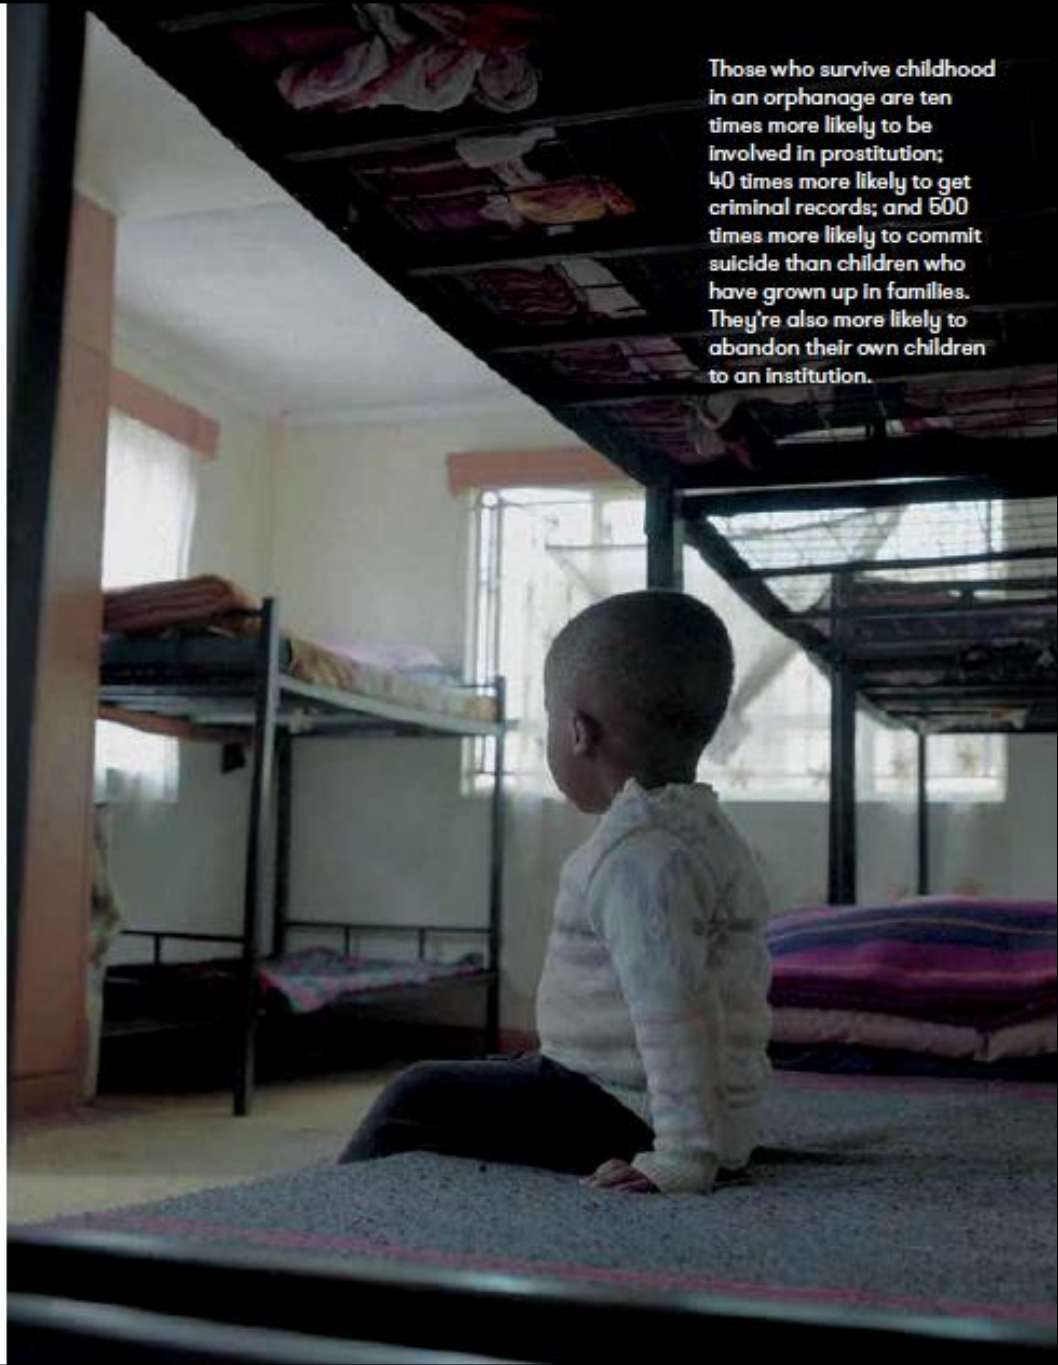 Those who survive childhood
in an orphanage are ten
times more likely to be
involved in prostitution;
40 times more likely to get
criminal records; and 500
times more likely to commit
suicide than children who
have grown up in families.
They're also more likely to
abandon their own children
to an institution.